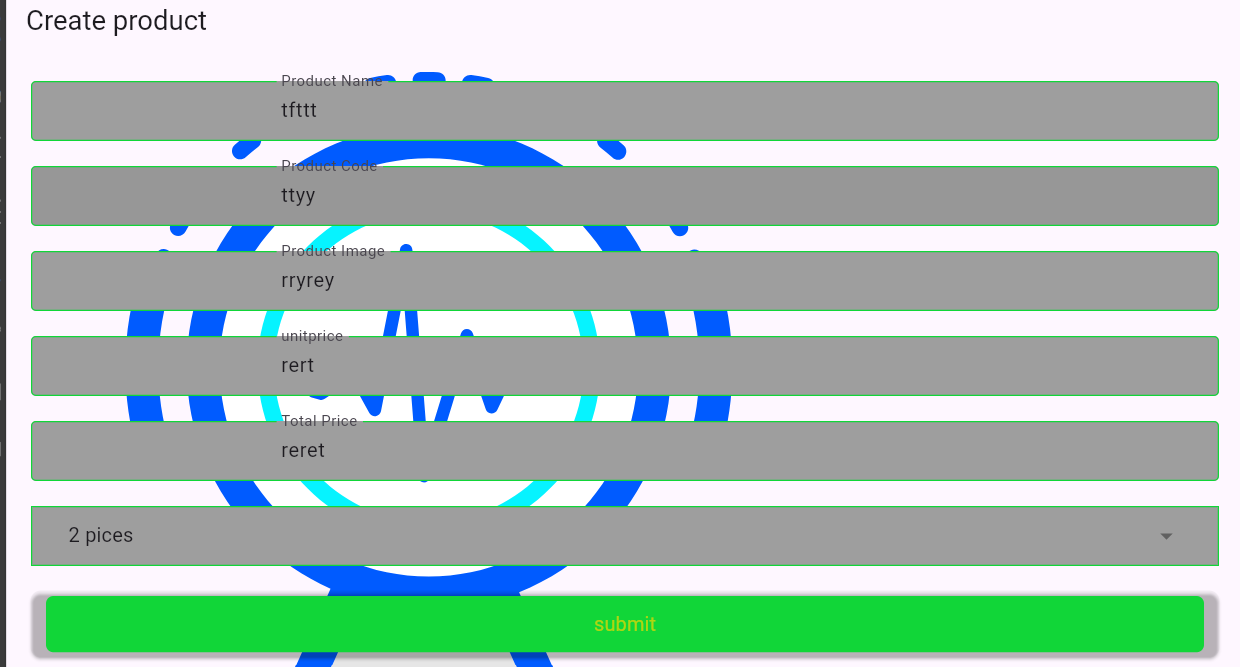 Create product
Product Name
tfttt
Product Code
ttyy
Product Image
rryrey
unitprice
rert
Total Price
reret
2 pices
submit